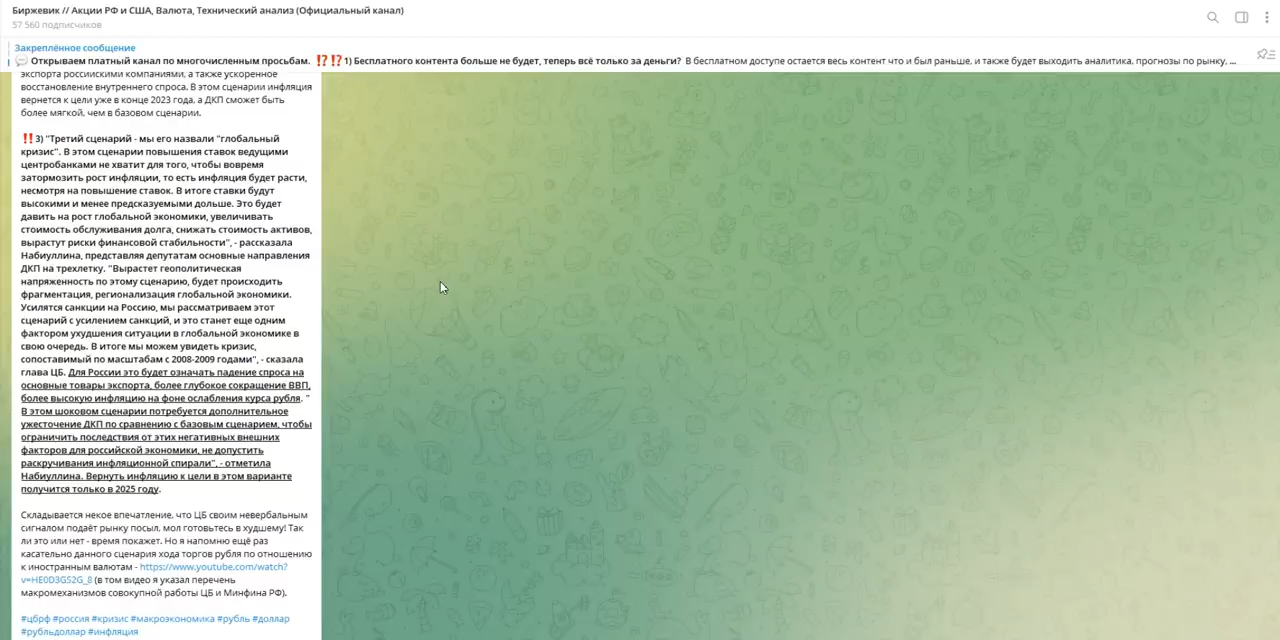 Биржевик // Акции РФ и США, Валюта, Технический анализ (Официальный канал)
57 560 подписчиков
Закреплённое сообщение
💬 Открываем платный канал по многочисленным просьбам. ⁉️⁉️1) Бесплатного контента больше не будет, теперь всё только за деньги? В бесплатном доступе остается весь контент что и был раньше, и также будет выходить аналитика, прогнозы по рынку, ...
экспорта российскими компаниями, а также ускоренное
восстановление внутреннего спроса. В этом сценарии инфляция
вернется к цели уже в конце 2023 года, а ДКП сможет быть
более мягкой, чем в базовом сценарии.
‼️3) "Третий сценарий - мы его назвали "глобальный
кризис". В этом сценарии повышения ставок ведущими
центробанками не хватит для того, чтобы вовремя
затормозить рост инфляции, то есть инфляция будет расти,
несмотря на повышение ставок. В итоге ставки будут
высокими и менее предсказуемыми дольше. Это будет
давить на рост глобальной экономики, увеличивать
стоимость обслуживания долга, снижать стоимость активов,
вырастут риски финансовой стабильности", - рассказала
Набиуллина, представляя депутатам основные направления
ДКП на трехлетку. "Вырастет геополитическая
напряженность по этому сценарию, будет происходить
фрагментация, регионализация глобальной экономики.
Усилятся санкции на Россию, мы рассматриваем этот
сценарий с усилением санкций, и это станет еще одним
фактором ухудшения ситуации в глобальной экономике в
свою очередь. В итоге мы можем увидеть кризис,
сопоставимый по масштабам с 2008-2009 годами", - сказала
глава ЦБ. Для России это будет означать падение спроса на
основные товары экспорта, более глубокое сокращение ВВП,
более высокую инфляцию на фоне ослабления курса рубля. "
В этом шоковом сценарии потребуется дополнительное
ужесточение ДКП по сравнению с базовым сценарием, чтобы
ограничить последствия от этих негативных внешних
факторов для российской экономики, не допустить
раскручивания инфляционной спирали", - отметила
Набиуллина. Вернуть инфляцию к цели в этом варианте
получится только в 2025 году.
Складывается некое впечатление, что ЦБ своим невербальным
сигналом подаёт рынку посыл, мол готовьтесь к худшему! Так
ли это или нет - время покажет. Но я напомню ещё раз
касательно данного сценария хода торгов рубля по отношению
к иностранным валютам - https://www.youtube.com/watch?
v=HE0D3GS2G_8 (в том видео я указал перечень
макромеханизмов совокупной работы ЦБ и Минфина РФ).
#цбрф #россия #кризис #макроэкономика #рубль #доллар
#рубльдоллар #инфляция